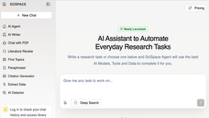 SCISPACE
Pricing
+ New Chat
AI Agent
AI Writer
Chat with PDF
Literature Review
Find Topics
Paraphraser
Citation Generator
Extract Data
AI Detector
Log in to check your chat
history and access library
Newly Launched
AI Assistant to Automate
Everyday Research Tasks
Write a research task or choose one below and SciSpace Agent will use the best
AI Models, Tools and Data to complete it for you.
Give me any task to work on...
Deep Search